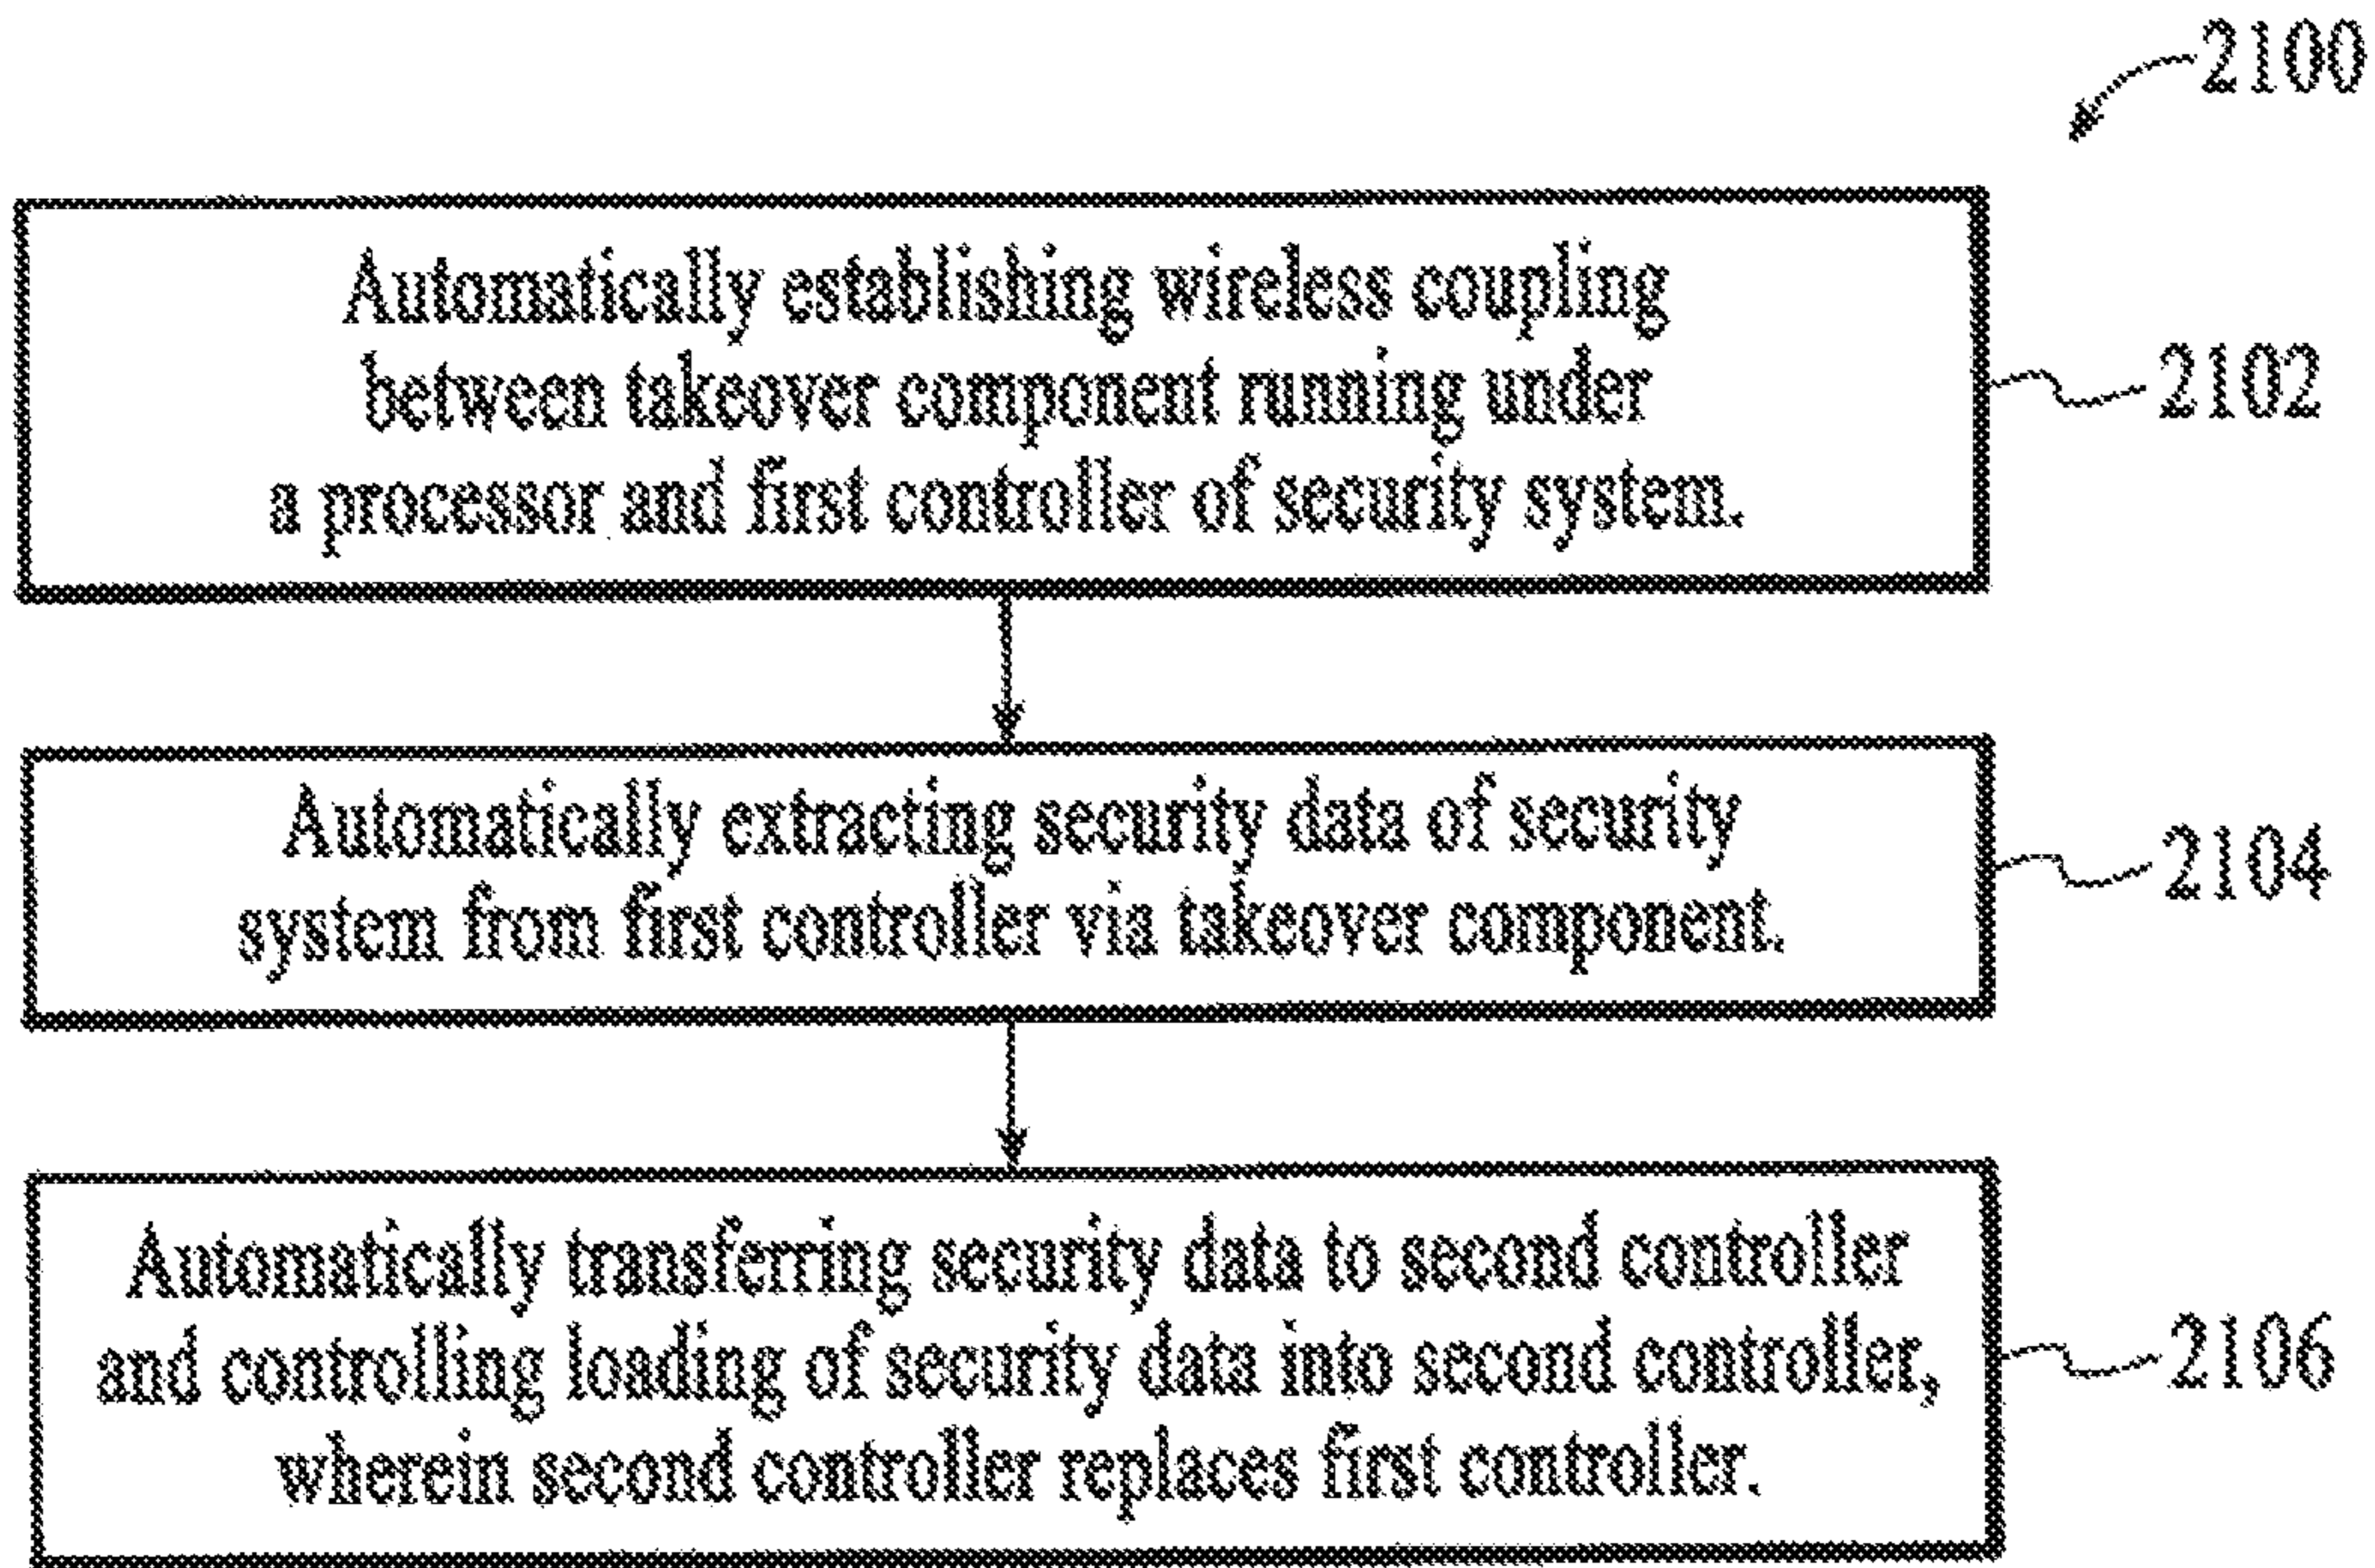 2100
Automatically establishing wireless coupling
between takeover component running under
a processor and first controller of security system.
2102
Automatically extracting security data of security
system from first controller via takeover component.
2104
Automatically transferring security data to second controller
and controlling loading of security data into second controller,
wherein second controller replaces first controller.
2106